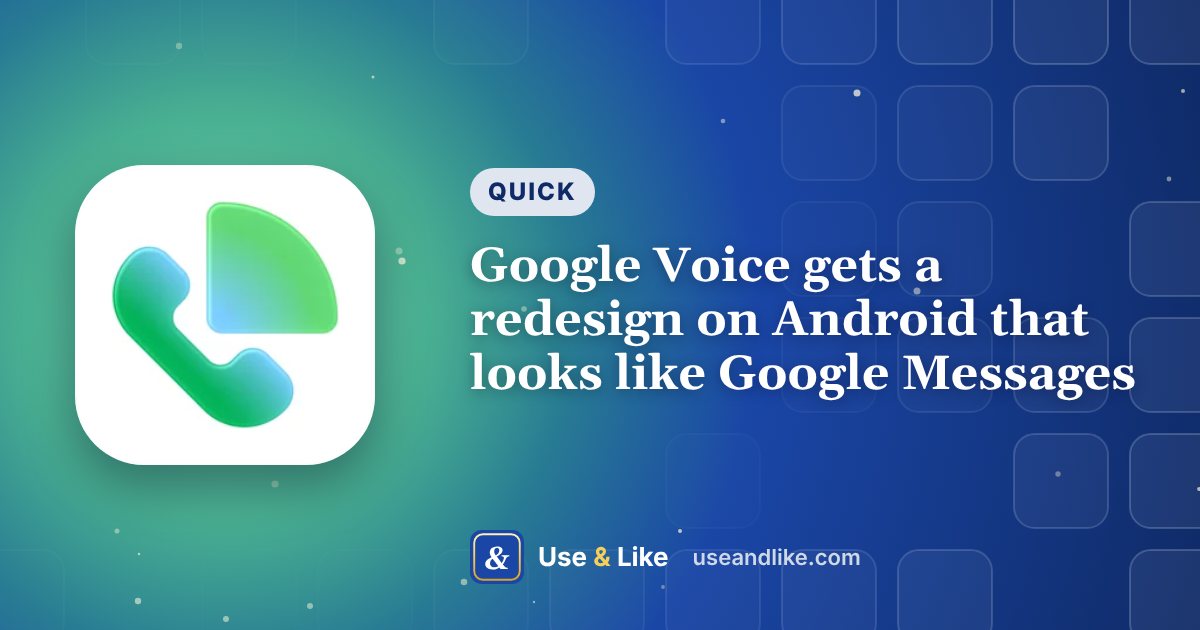 QUICK
Google Voice gets a
redesign on Android that
looks like Google Messages
& Use & Like useandlike.com